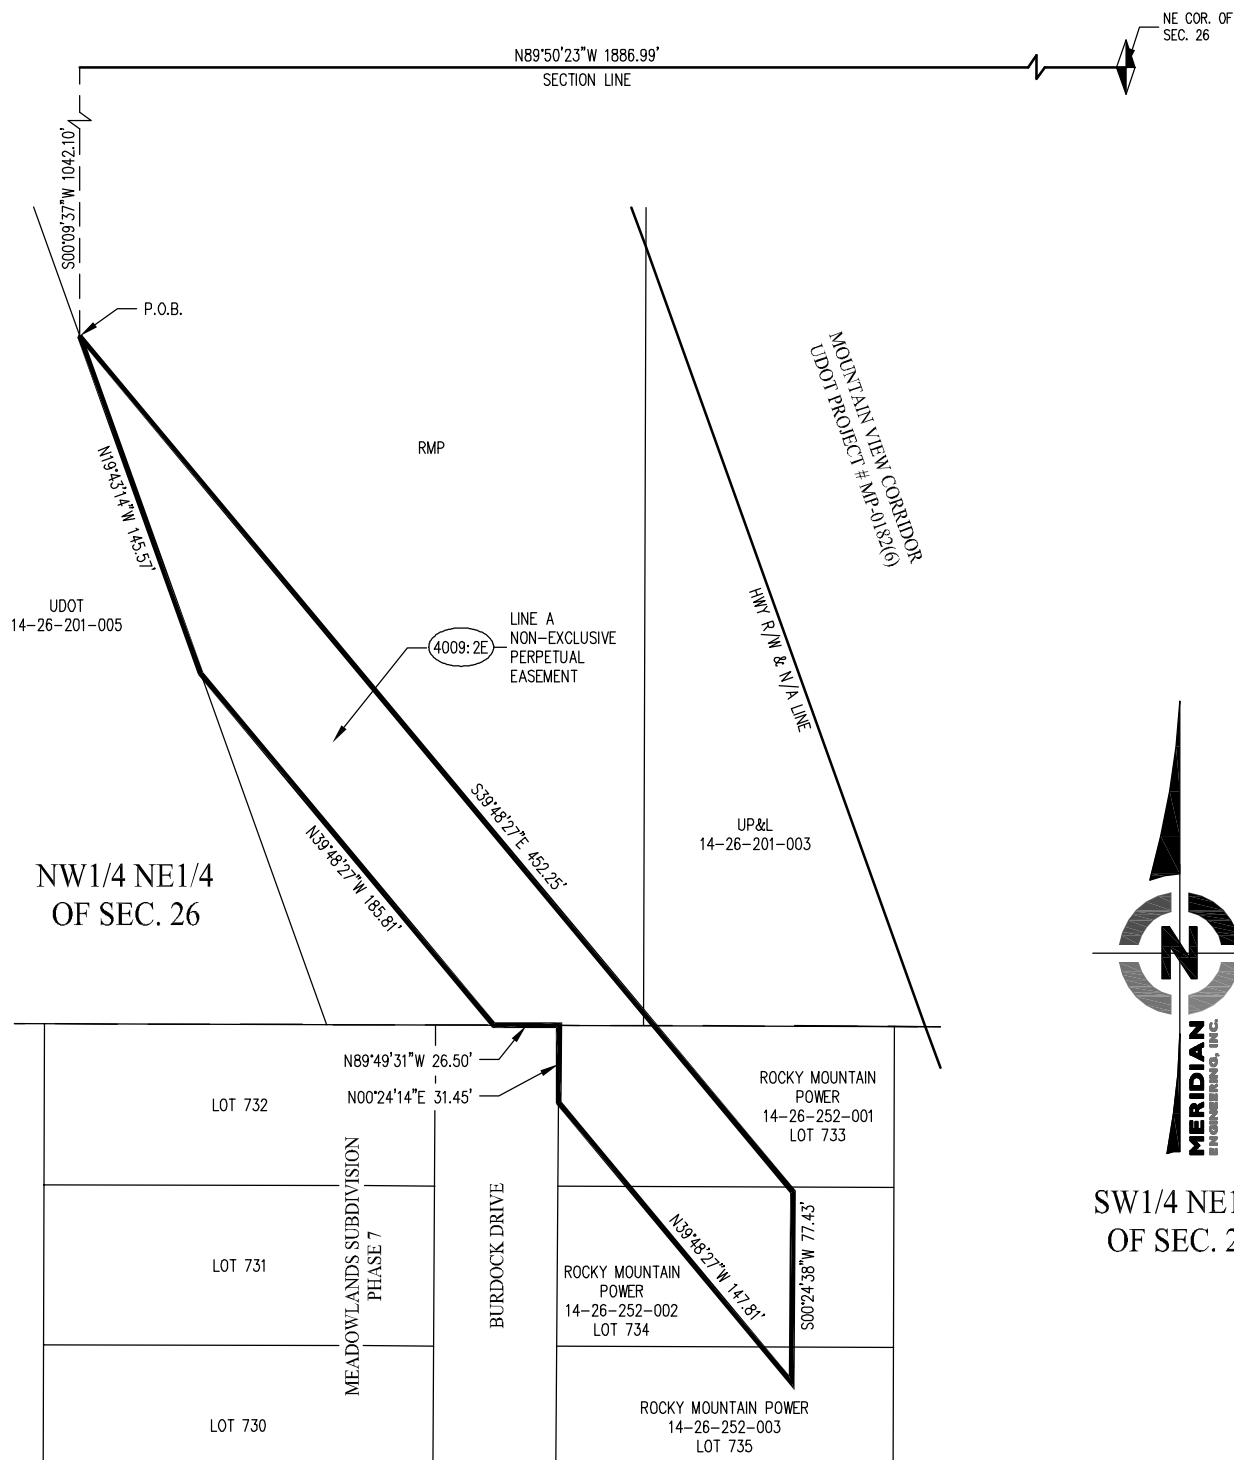 NE COR. OF
SEC. 26
N89°50'23"W 1886.99'
SECTION LINE
S00°09'37"W 1042.10'
P.O.B.
MOUNTAIN VIEW CORRIDOR
UDOT PROJECT # MP-0182(6)
RMP
N19°43'14"W 145.57'
UDOT
14-26-201-005
4009:2E
LINE A
NON-EXCLUSIVE
PERPETUAL
EASEMENT
HWY R/W & N/A LINE
S39°48'27"E 452.25'
UP&L
14-26-201-003
N39°48'27"W 185.81'
NW1/4 NE1/4
OF SEC. 26
N
MERIDIAN
ENGINEERING, INC.
N89°49'31"W 26.50'
N00°24'14"E 31.45'
ROCKY MOUNTAIN
POWER
14-26-252-001
LOT 733
LOT 732
MEADOWLANDS SUBDIVISION
PHASE 7
BURDOCK DRIVE
SW1/4 NE1
OF SEC. 2
N39°48'27"W 147.81'
S00°24'38"W 77.43'
LOT 731
ROCKY MOUNTAIN
POWER
14-26-252-002
LOT 734
LOT 730
ROCKY MOUNTAIN POWER
14-26-252-003
LOT 735